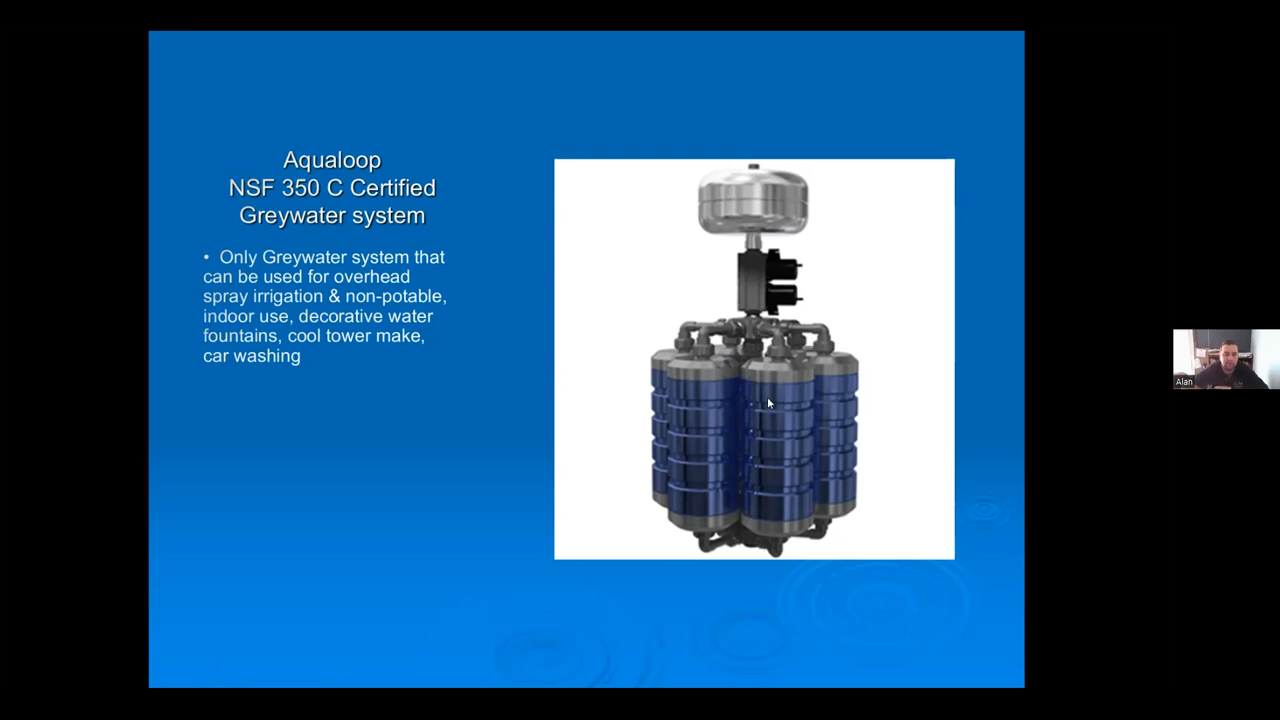 Aqualoop
NSF 350 C Certified
Greywater system
• Only Greywater system that
can be used for overhead
spray irrigation & non-potable,
indoor use, decorative water
fountains, cool tower make,
car washing
Alan